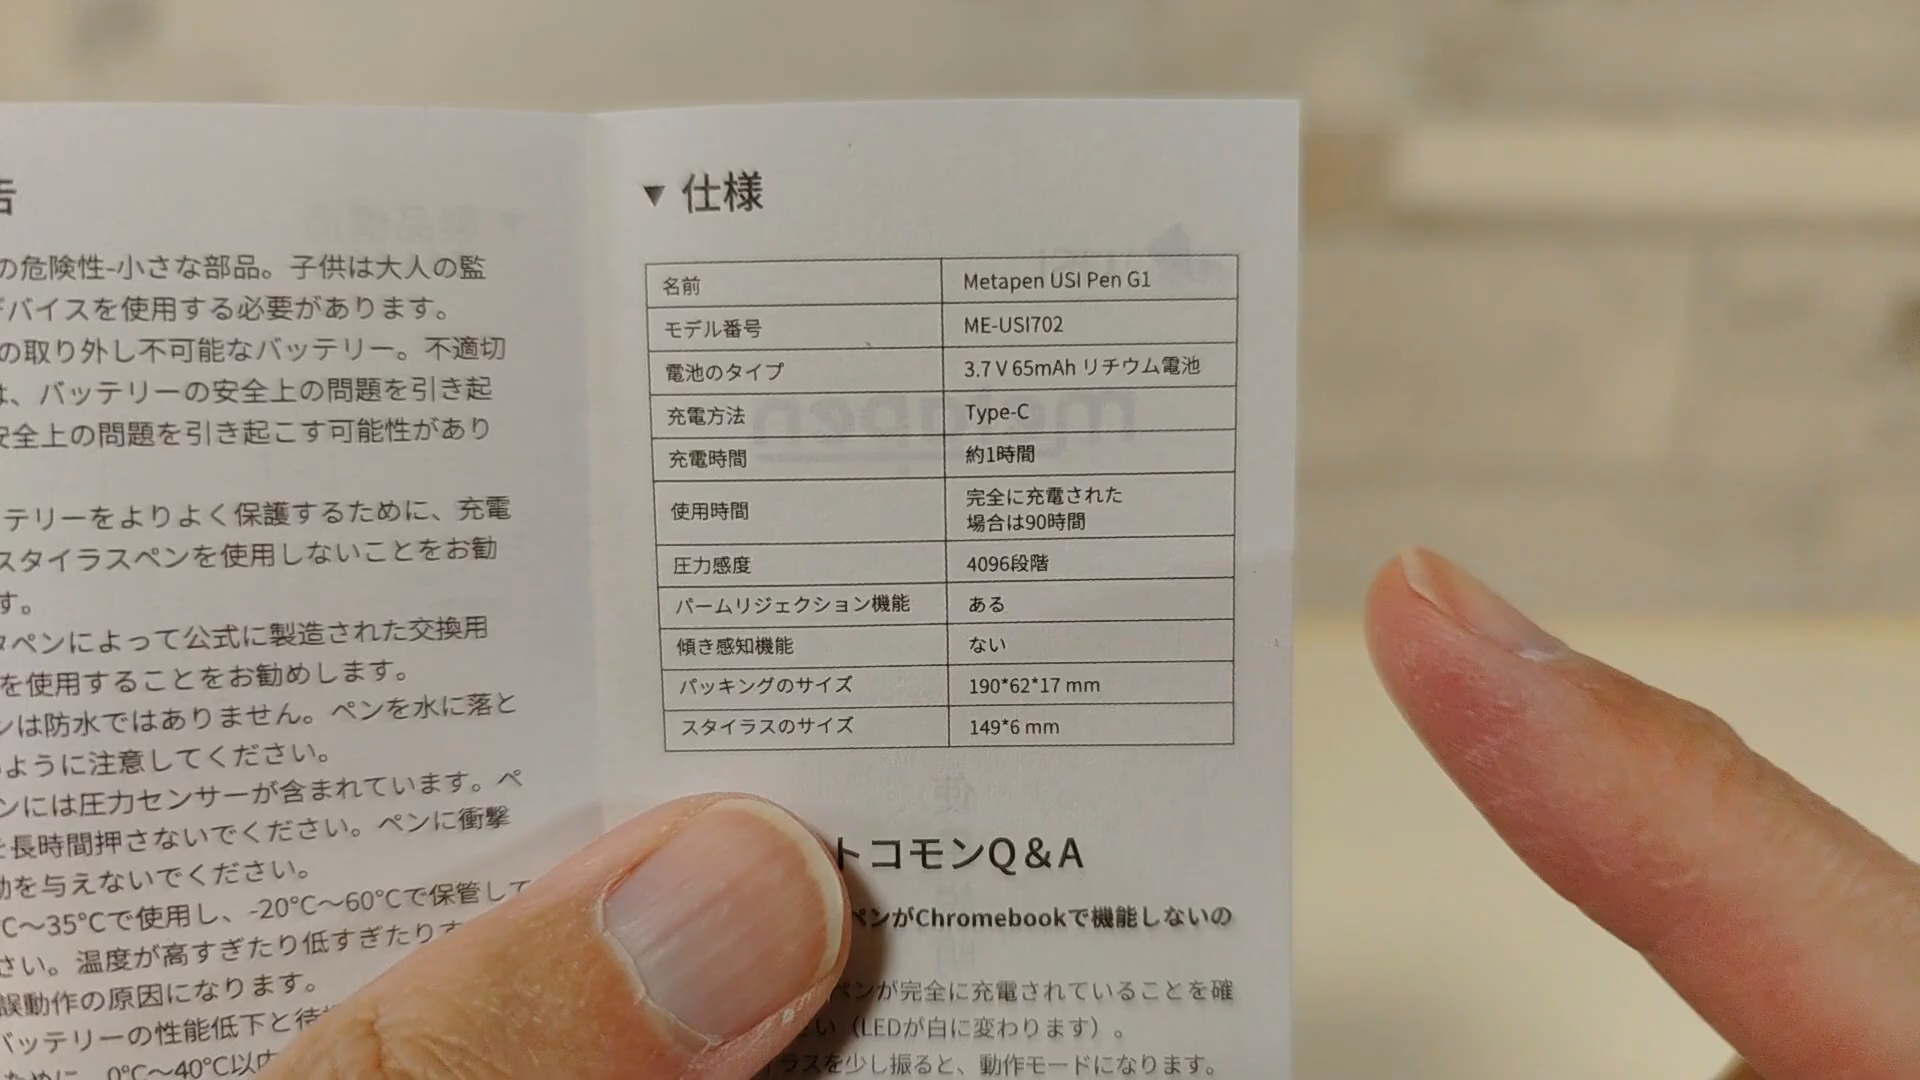 告
の危険性-小さな部品。子供は大人の監
デバイスを使用する必要があります。
の取り外し不可能なバッテリー。不適切
は、バッテリーの安全上の問題を引き起
安全上の問題を引き起こす可能性があり
テリーをよりよく保護するために、充電
スタイラスペンを使用しないことをお勧
す。
タペンによって公式に製造された交換用
を使用することをお勧めします。
ンは防水ではありません。ペンを水に落と
ように注意してください。
ンには圧力センサーが含まれています。ペ
を長時間押さないでください。ペンに衝撃
動を与えないでください。
℃～35℃で使用し、-20℃～60℃で保管して
さい。温度が高すぎたり低すぎたりす
誤動作の原因になります。
バッテリーの性能低下と待
ために、0℃～40℃以内
▼ 仕様
名前 Metapen USI Pen G1
モデル番号 ME-USI702
電池のタイプ 3.7 V 65mAh リチウム電池
充電方法 Type-C
充電時間 約1時間
使用時間 完全に充電された
場合は90時間
圧力感度 4096段階
パームリジェクション機能 ある
傾き感知機能 ない
パッキングのサイズ 190*62*17 mm
スタイラスのサイズ 149*6 mm
トコモンQ＆A
ペンがChromebookで機能しないの
ペンが完全に充電されていることを確
さい（LEDが白に変わります）。
ラスを少し振ると、動作モードになります。